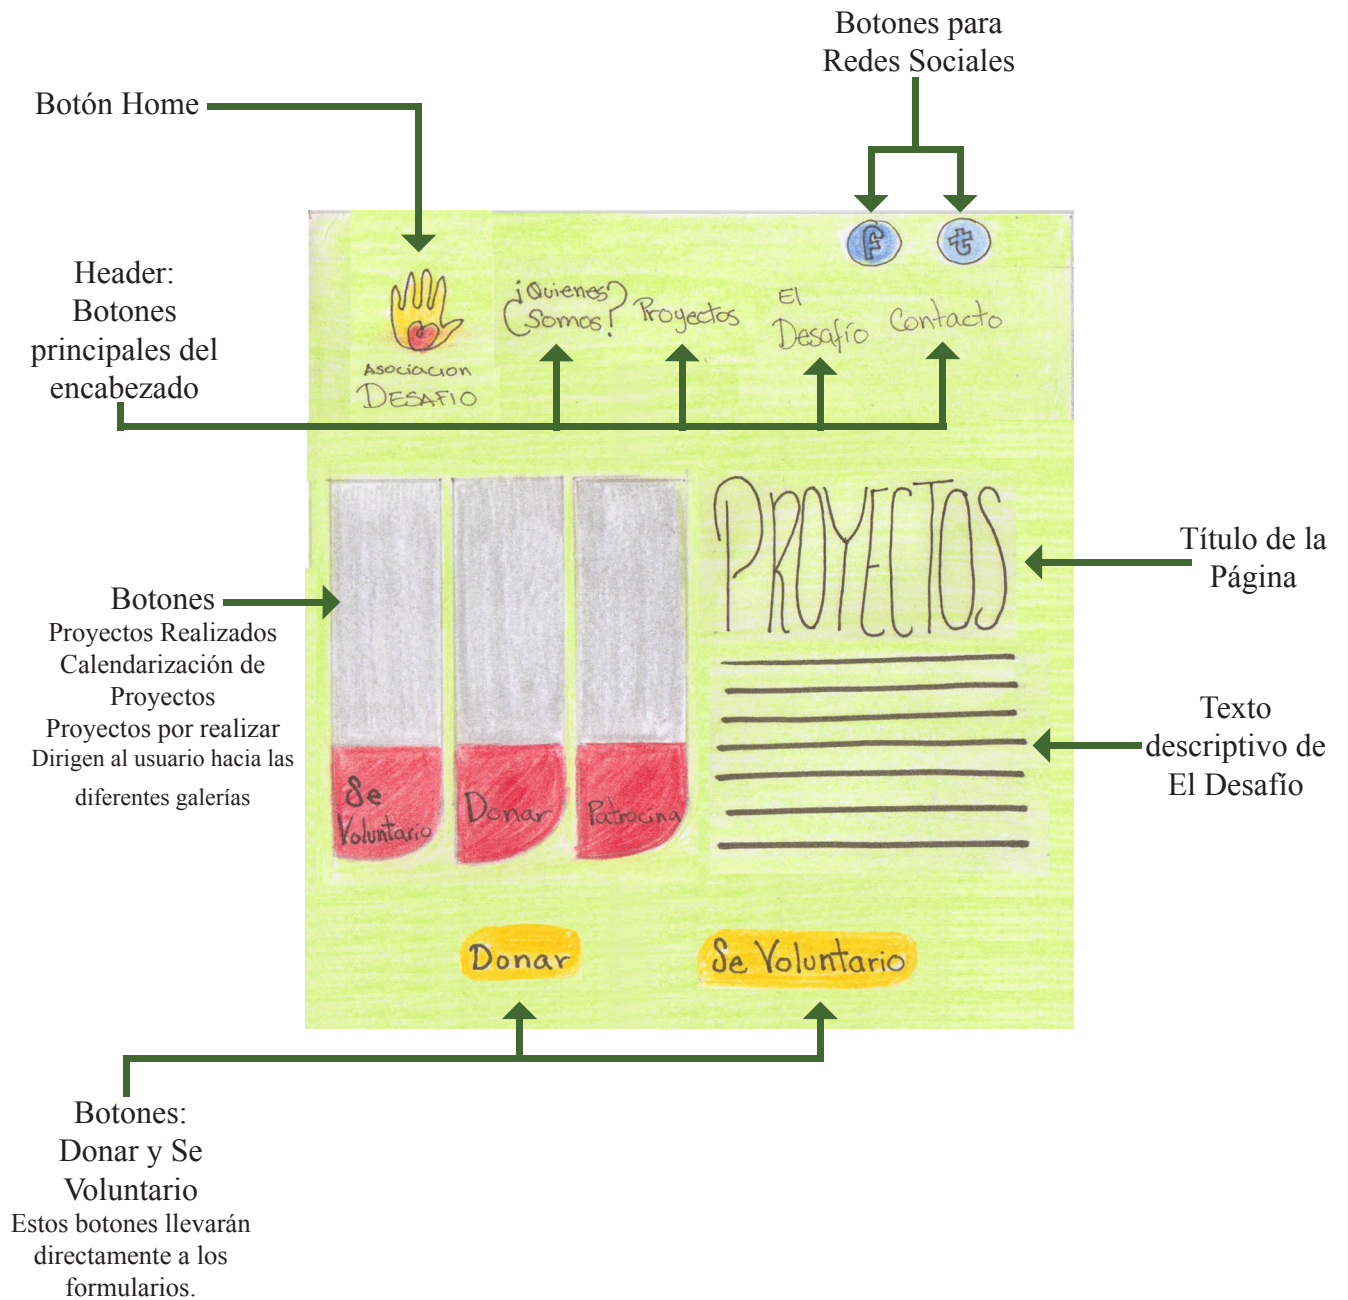 Botones para
Redes Sociales
Botón Home
f
t
Header:
Botones
principales del
encabezado
Asociacion
DESAFIO
¿Quienes?
¿Somos!
Proyectos
El
Desafío
Contacto
PROYECTOS
Título de la
Página
Botones
Proyectos Realizados
Calendarización de
Proyectos
Proyectos por realizar
Dirigen al usuario hacia las
diferentes galerías
Se
Voluntario
Donar
Patrocina
Texto
descriptivo de
El Desafío
Donar
Se Voluntario
Botones:
Donar y Se
Voluntario
Estos botones llevarán
directamente a los
formularios.